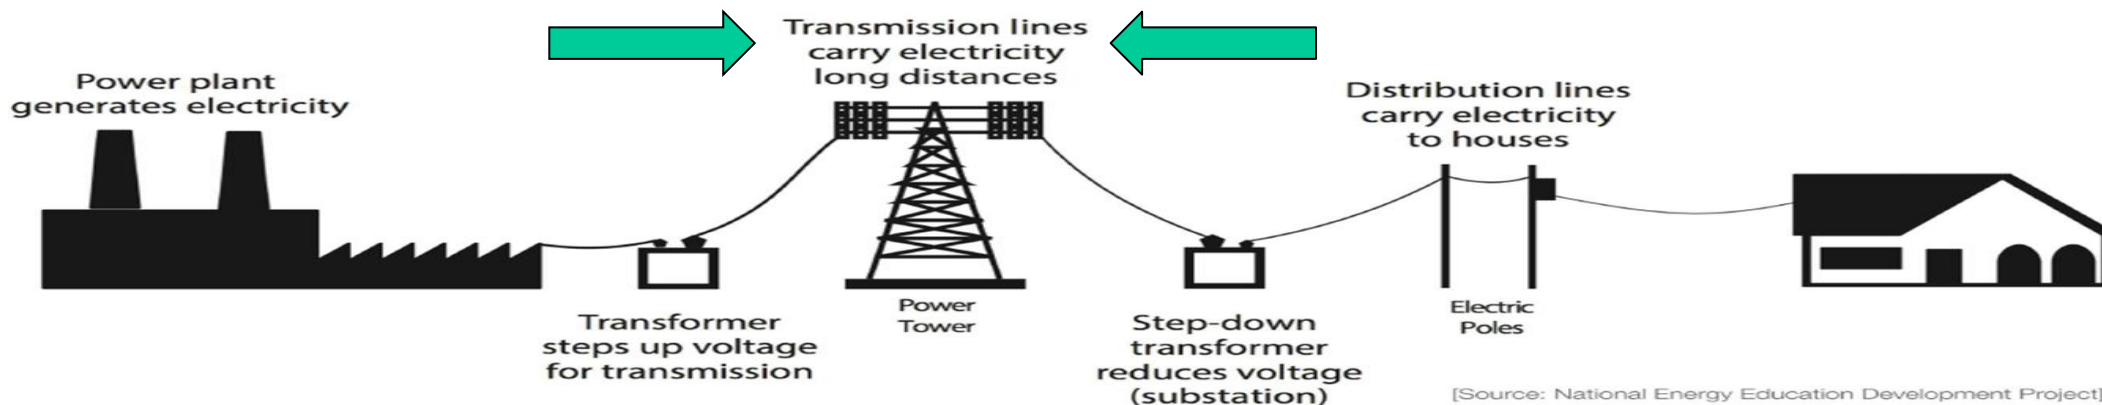 Power plant
generates electricity
Transformer
steps up voltage
for transmission
Transmission lines
carry electricity
long distances
Power
Tower
Step-down
transformer
reduces voltage
(substation)
Distribution lines
carry electricity
to houses
Electric
Poles
[Source: National Energy Education Development Project]